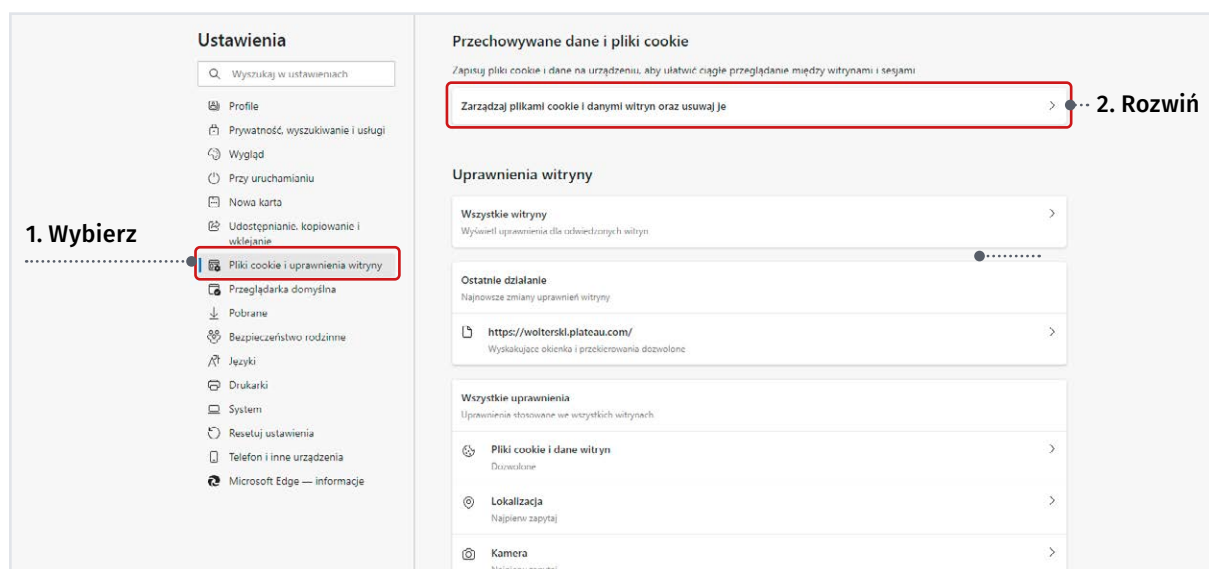 Ustawienia
Wyszukaj w ustawieniach
Profile
Prywatność, wyszukiwanie i usługi
Wygląd
Przy uruchamianiu
Nowa karta
Udostępnianie, kopiowanie i
wklejanie
Pliki cookie i uprawnienia witryny
Przeglądarka domyślna
Pobrane
Bezpieczeństwo rodzinne
Języki
Drukarki
System
Resetuj ustawienia
Telefon i inne urządzenia
Microsoft Edge — informacje
1. Wybierz
Przechowywane dane i pliki cookie
Zapisuj pliki cookie i dane na urządzeniu, aby ułatwić ciągłe przeglądanie między witrynami i sesjami
Zarządzaj plikami cookie i danymi witryn oraz usuwaj je
2. Rozwiń
Uprawnienia witryny
Wszystkie witryny
Wyświetl uprawnienia dla odwiedzonych witryn
Ostatnie działanie
Najnowsze zmiany uprawnień witryny
https://wolterskl.plateau.com/
Wyskakujące okienka i przekierowania dozwolone
Wszystkie uprawnienia
Uprawnienia stosowane we wszystkich witrynach
Pliki cookie i dane witryn
Dozwolone
Lokalizacja
Najpierw zapytaj
Kamera